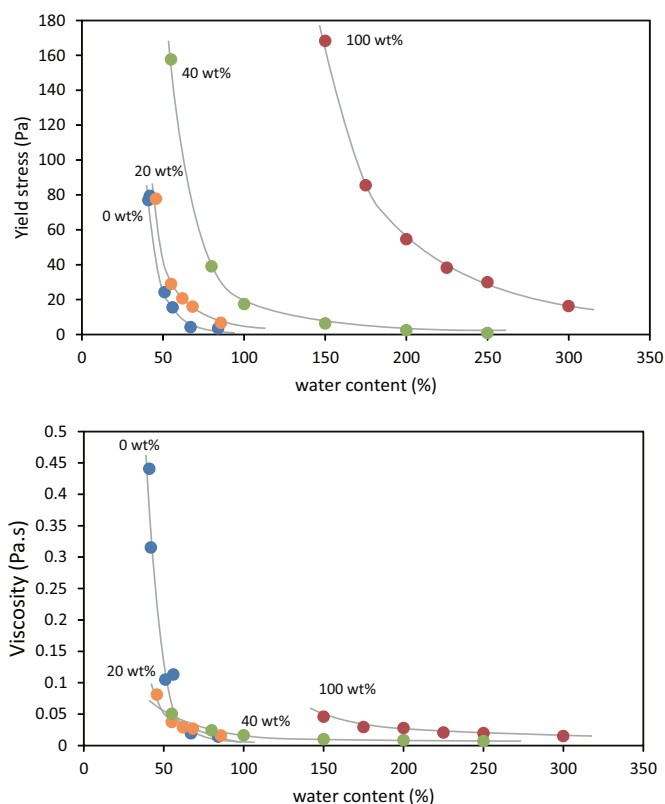 180
160
140
120
100
80
60
40
20
0
Yield stress (Pa)
100 wt%
40 wt%
20 wt%
0 wt%
0 50 100 150 200 250 300 350
water content (%)
0.5
0.45
0.4
0.35
0.3
0.25
0.2
0.15
0.1
0.05
0
Viscosity (Pa.s)
0 wt%
20 wt%
100 wt%
40 wt%
0 50 100 150 200 250 300 350
water content (%)